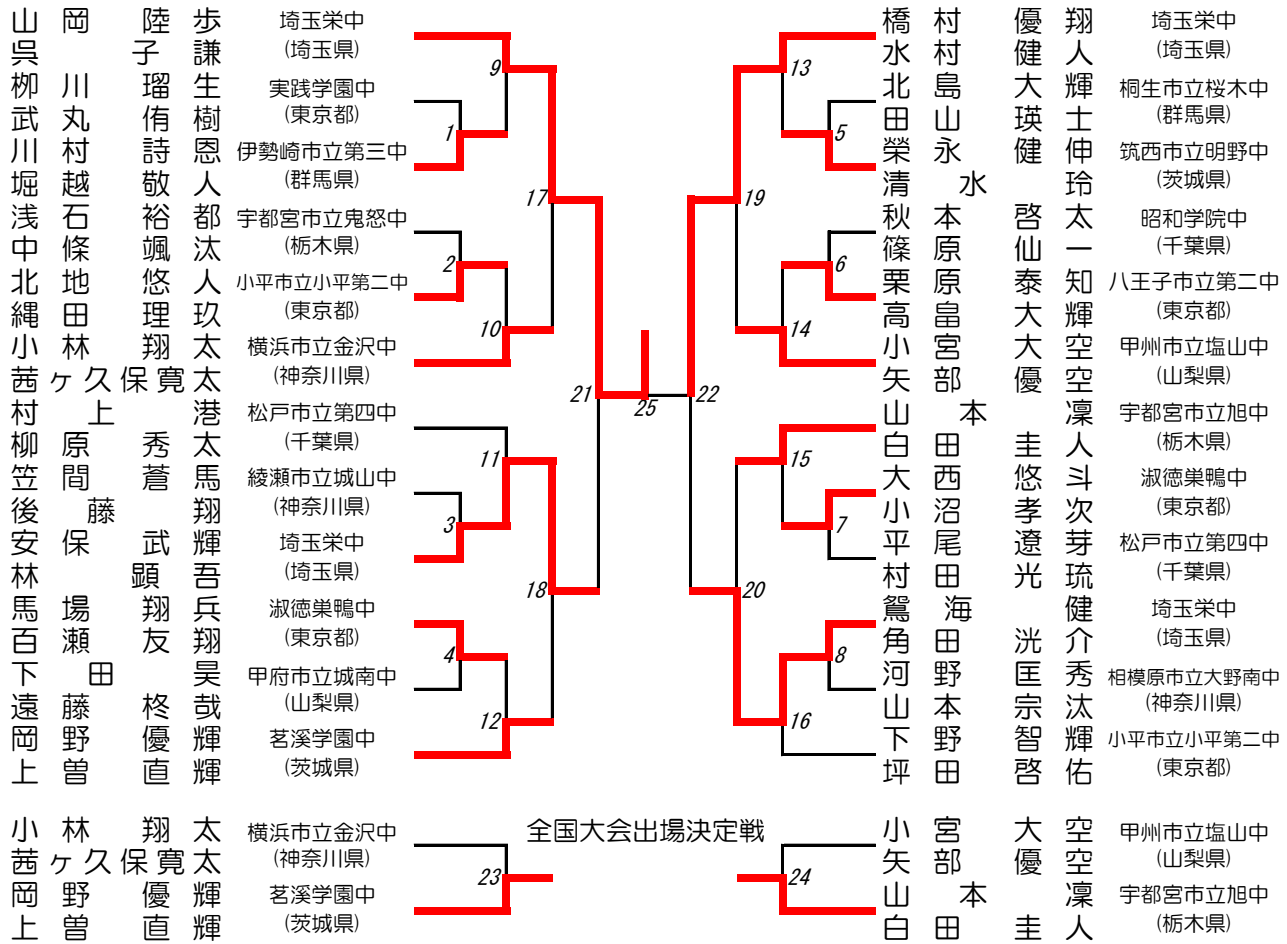 山岡陸歩 埼玉栄中
呉子謙 (埼玉県)
栁川瑠生 実践学園中
武丸侑樹 (東京都)
川村詩恩 伊勢崎市立第三中
堀越敬人 (群馬県)
浅石裕都 宇都宮市立鬼怒中
中條颯汰 (栃木県)
北地悠人 小平市立小平第二中
縄田理玖 (東京都)
小林翔太 横浜市立金沢中
茜ヶ久保寛太 (神奈川県)
村上港 松戸市立第四中
柳原秀太 (千葉県)
笠間蒼馬 綾瀬市立城山中
後藤翔 (神奈川県)
安保武輝 埼玉栄中
林顕吾 (埼玉県)
馬場翔兵 淑徳巣鴨中
百瀬友翔 (東京都)
下田昊 甲府市立城南中
遠藤柊哉 (山梨県)
岡野優輝 茗溪学園中
上曽直輝 (茨城県)
9
1
17
2
10
21
11
3
18
4
12
25
22
13
5
19
6
14
15
7
20
8
16
橋村優翔 埼玉栄中
水村健人 (埼玉県)
北島大輝 桐生市立桜木中
田山瑛士 (群馬県)
榮永健伸 筑西市立明野中
清水玲 (茨城県)
秋本啓太 昭和学院中
篠原仙一 (千葉県)
栗原泰知 八王子市立第二中
高畠大輝 (東京都)
小宮大空 甲州市立塩山中
矢部優空 (山梨県)
山本凜 宇都宮市立旭中
白田圭人 (栃木県)
大西悠斗 淑徳巣鴨中
小沼孝次 (東京都)
平尾遼芽 松戸市立第四中
村田光琉 (千葉県)
鴛海健 埼玉栄中
角田洸介 (埼玉県)
河野匡秀 相模原市立大野南中
山本宗汰 (神奈川県)
下野智輝 小平市立小平第二中
坪田啓佑 (東京都)
全国大会出場決定戦
小林翔太 横浜市立金沢中
茜ヶ久保寛太 (神奈川県)
岡野優輝 茗溪学園中
上曽直輝 (茨城県)
23
24
小宮大空 甲州市立塩山中
矢部優空 (山梨県)
山本凜 宇都宮市立旭中
白田圭人 (栃木県)